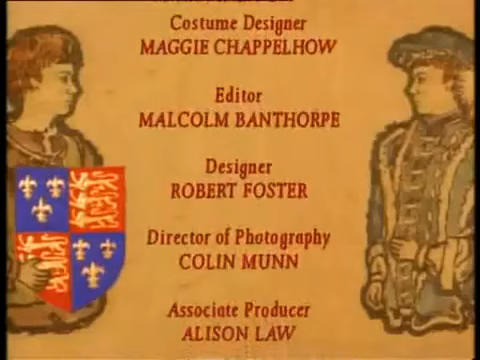 Costume Designer
MAGGIE CHAPPELHOW
Editor
MALCOLM BANTHORPE
Designer
ROBERT FOSTER
Director of Photography
COLIN MUNN
Associate Producer
ALISON LAW